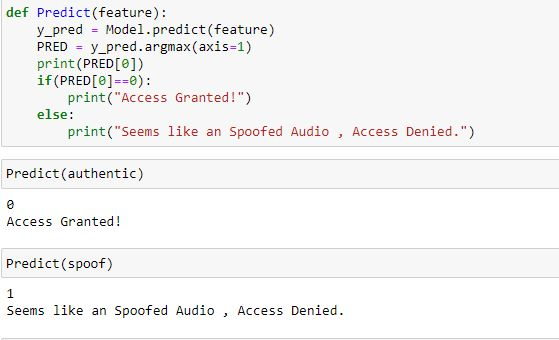 def Predict(feature):
    y_pred = Model.predict(feature)
    PRED = y_pred.argmax(axis=1)
    print(PRED[0])
    if(PRED[0]==0):
        print("Access Granted!")
    else:
        print("Seems like an Spoofed Audio , Access Denied.")
Predict(authentic)
0
Access Granted!
Predict(spoof)
1
Seems like an Spoofed Audio , Access Denied.